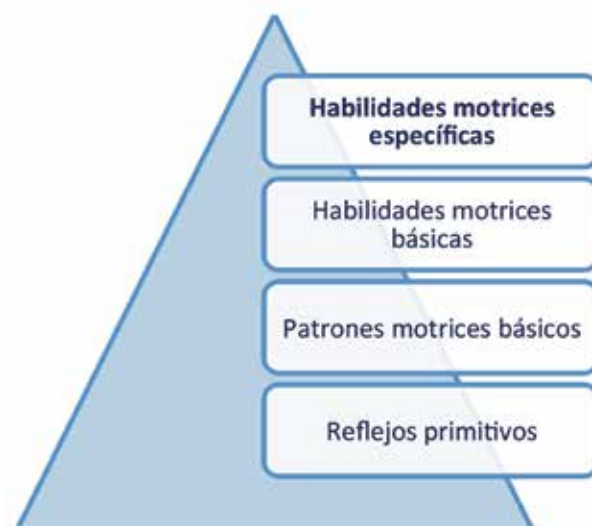 Habilidades motrices
específicas
Habilidades motrices
básicas
Patrones motrices básicos
Reflejos primitivos